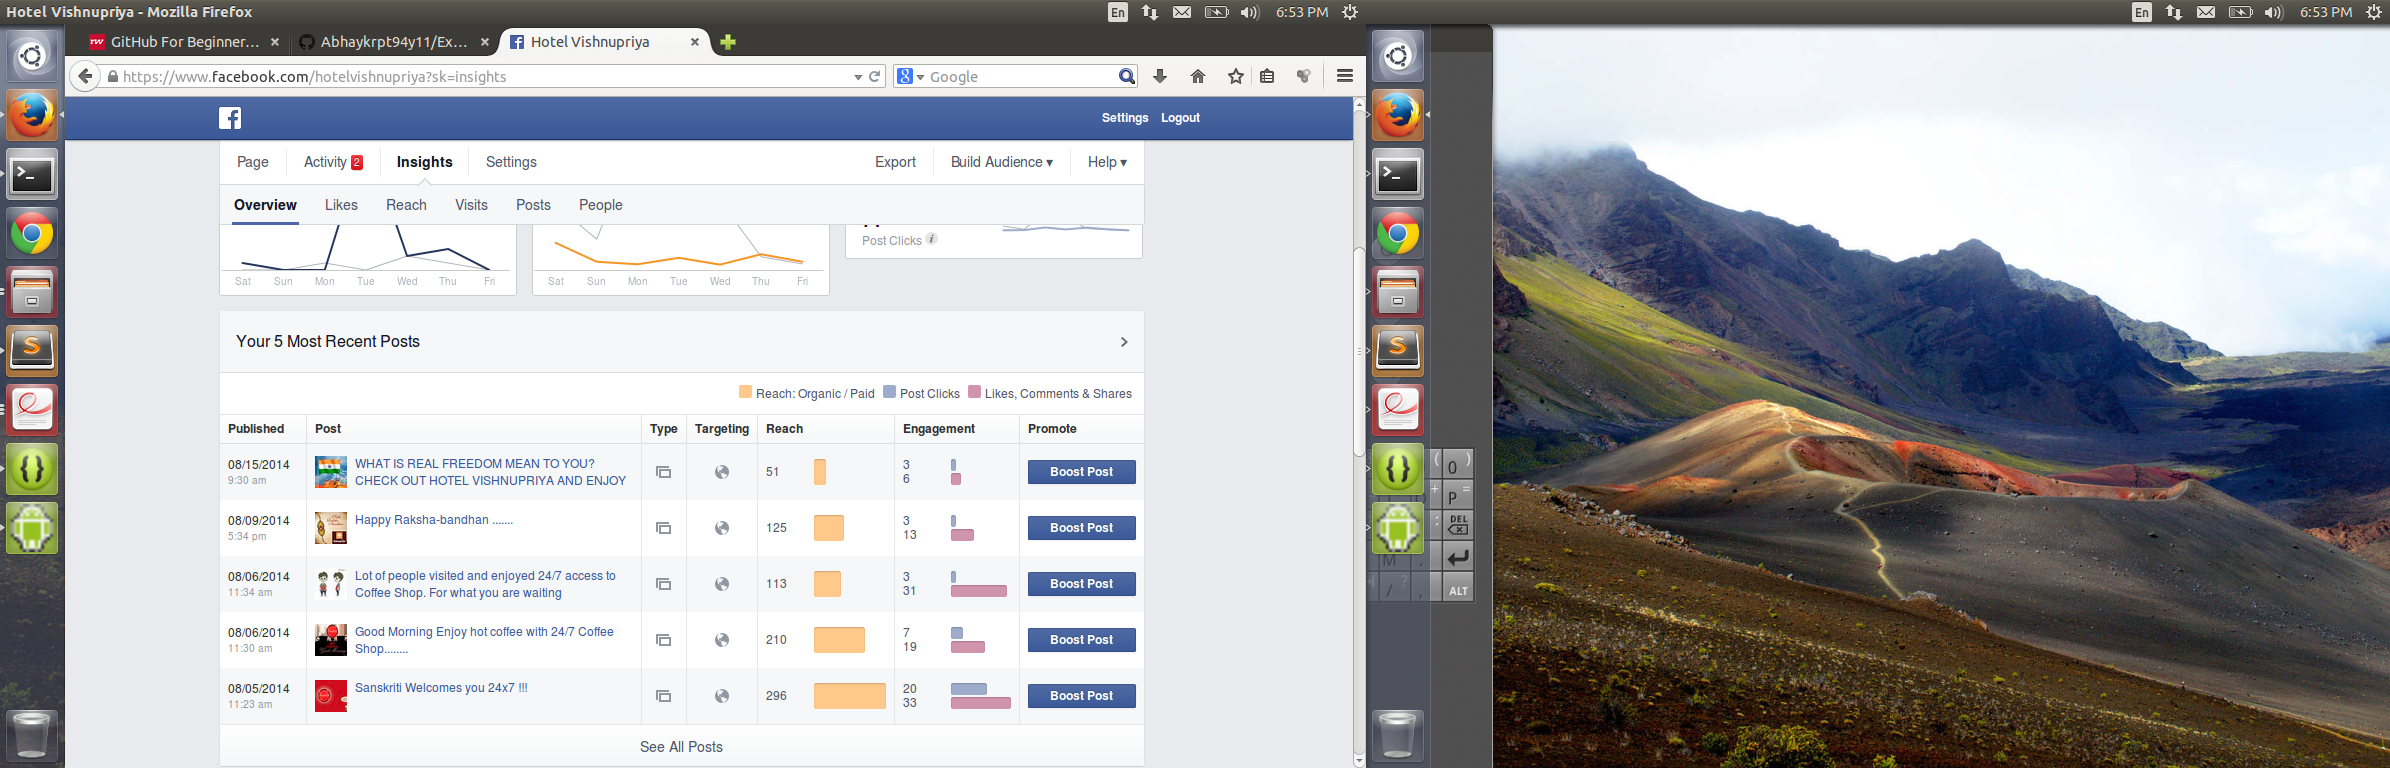 Hotel Vishnupriya - Mozilla Firefox
En
6:53 PM
En
6:53 PM
GitHub For Beginner...
Abhaykrpt94y11/Ex...
Hotel Vishnupriya
https://www.facebook.com/hotelvishnupriya?sk=insights
Google
Settings Logout
Page Activity 2 Insights Settings Export Build Audience Help
Overview Likes Reach Visits Posts People
Post Clicks
Sat Sun Mon Tue Wed Thu Fri
Sat Sun Mon Tue Wed Thu Fri
Your 5 Most Recent Posts
Reach: Organic / Paid Post Clicks Likes, Comments & Shares
Published Post Type Targeting Reach Engagement Promote
08/15/2014
9:30 am
WHAT IS REAL FREEDOM MEAN TO YOU?
CHECK OUT HOTEL VISHNUPRIYA AND ENJOY
51
3
6
Boost Post
08/09/2014
5:34 pm
Happy Raksha-bandhan .......
125
3
13
Boost Post
08/06/2014
11:34 am
Lot of people visited and enjoyed 24/7 access to
Coffee Shop. For what you are waiting
113
3
31
Boost Post
08/06/2014
11:30 am
Good Morning Enjoy hot coffee with 24/7 Coffee
Shop........
210
7
19
Boost Post
08/05/2014
11:23 am
Sanskriti Welcomes you 24x7 !!!
296
20
33
Boost Post
See All Posts
( 0 )
+ P =
: DEL
M .
/ ? , ALT